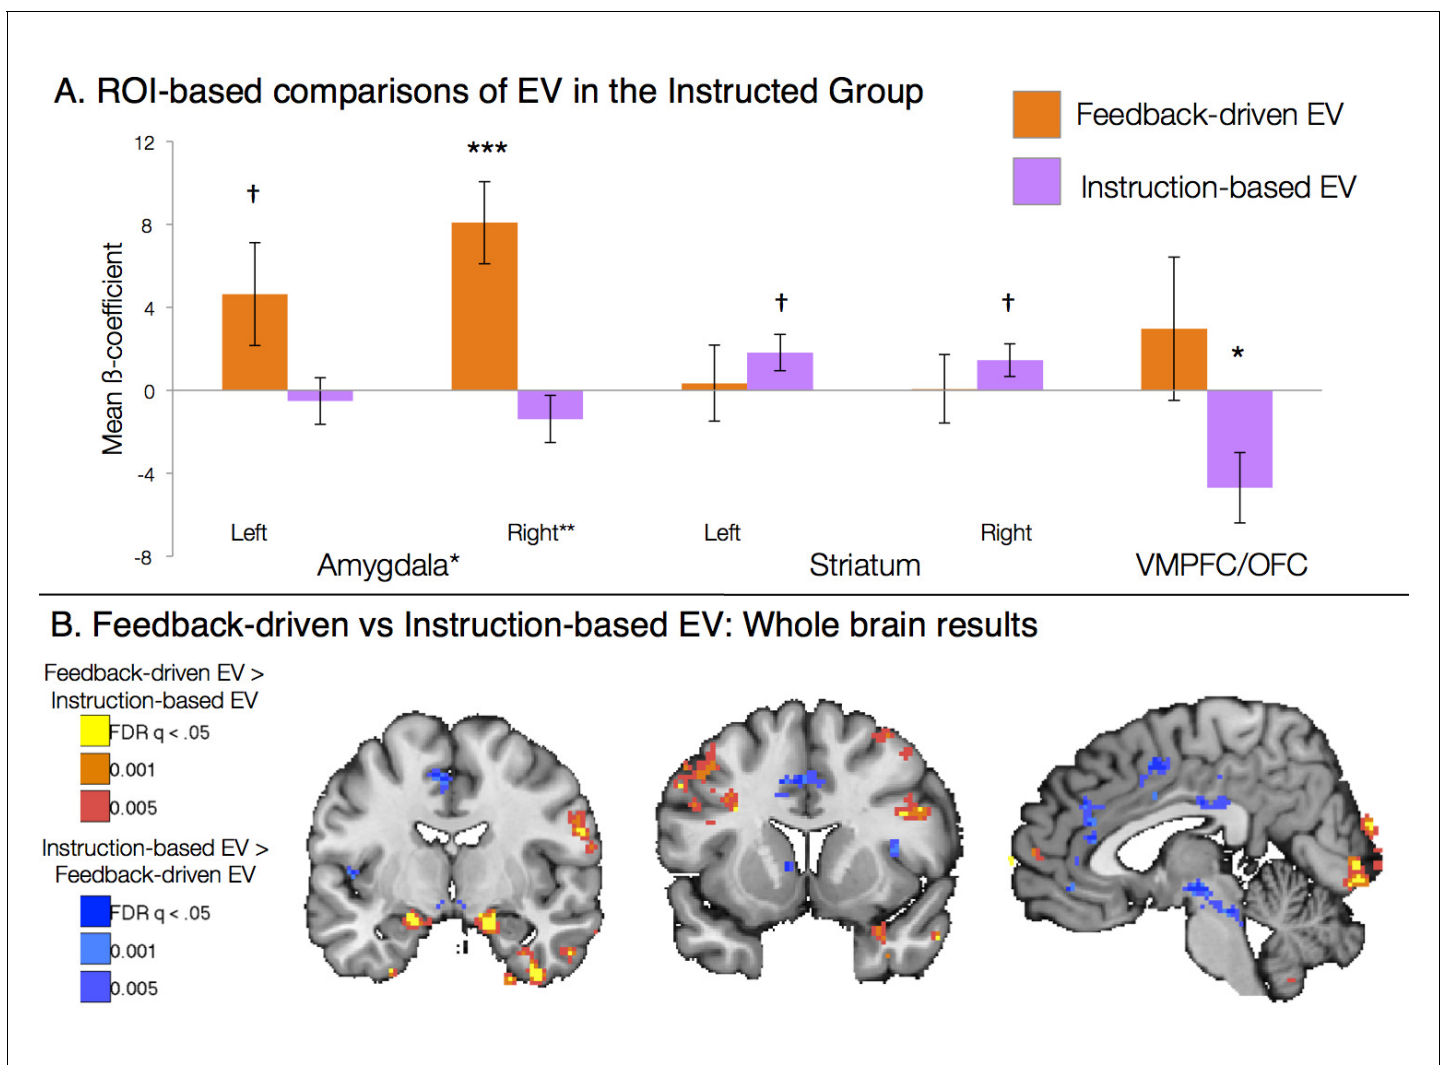 A. ROI-based comparisons of EV in the Instructed Group
Feedback-driven EV
Instruction-based EV
Mean ß-coefficient
12
8
4
0
-4
-8
†
***
†
†
*
Left
Right**
Left
Right
Amygdala*
Striatum
VMPFC/OFC
B. Feedback-driven vs Instruction-based EV: Whole brain results
Feedback-driven EV >
Instruction-based EV
FDR q < .05
0.001
0.005
Instruction-based EV >
Feedback-driven EV
FDR q < .05
0.001
0.005